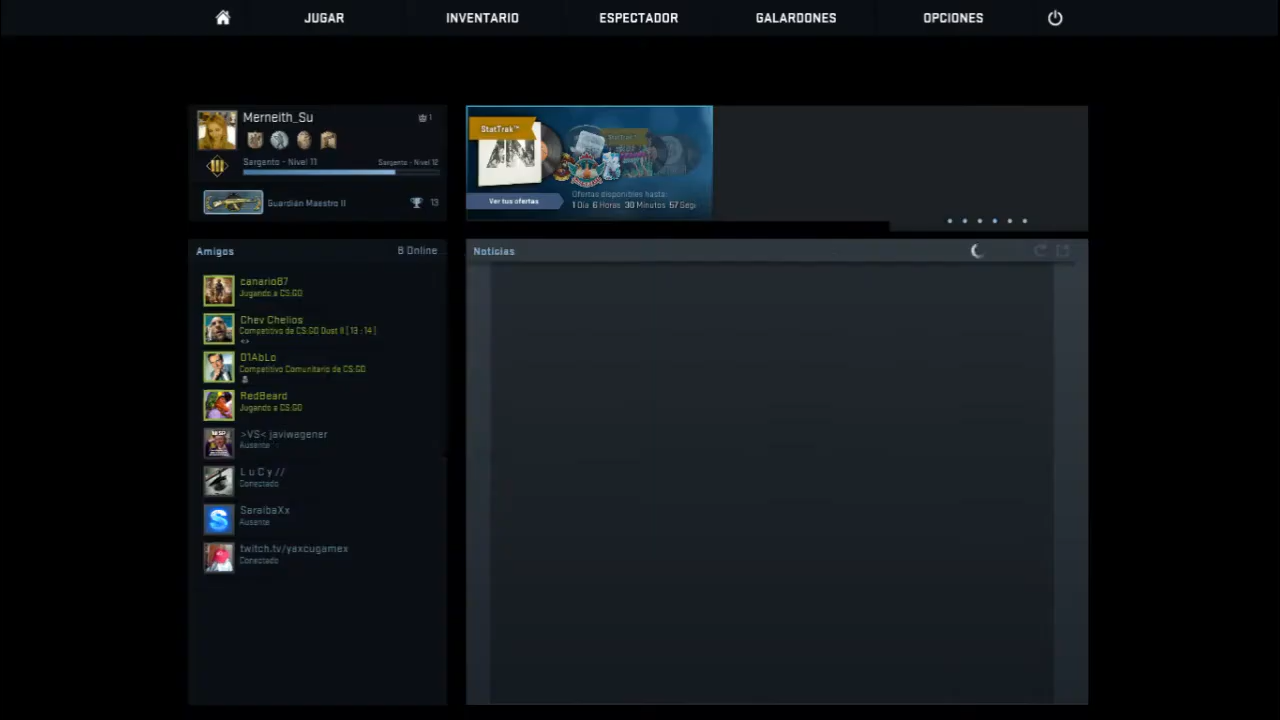 JUGAR
INVENTARIO
ESPECTADOR
GALARDONES
OPCIONES
Merneith_Su
1
Sargento - Nivel 11
Sargento - Nivel 12
Guardián Maestro II
13
StatTrak™
StatTrak™
Ver tus ofertas
Ofertas disponibles hasta:
1 Día 6 Horas 30 Minutos 57 Segu
Amigos
8 Online
canario87
Jugando a CS:GO
Chev Chelios
Competitivo de CS:GO Dust II [ 13 : 14 ]
D1AbLo
Competitivo Comunitario de CS:GO
RedBeard
Jugando a CS:GO
>VS< javiwagener
Ausente
L u C y //
Conectado
SaraibaXx
Ausente
twitch.tv/yaxcugamex
Conectado
Noticias